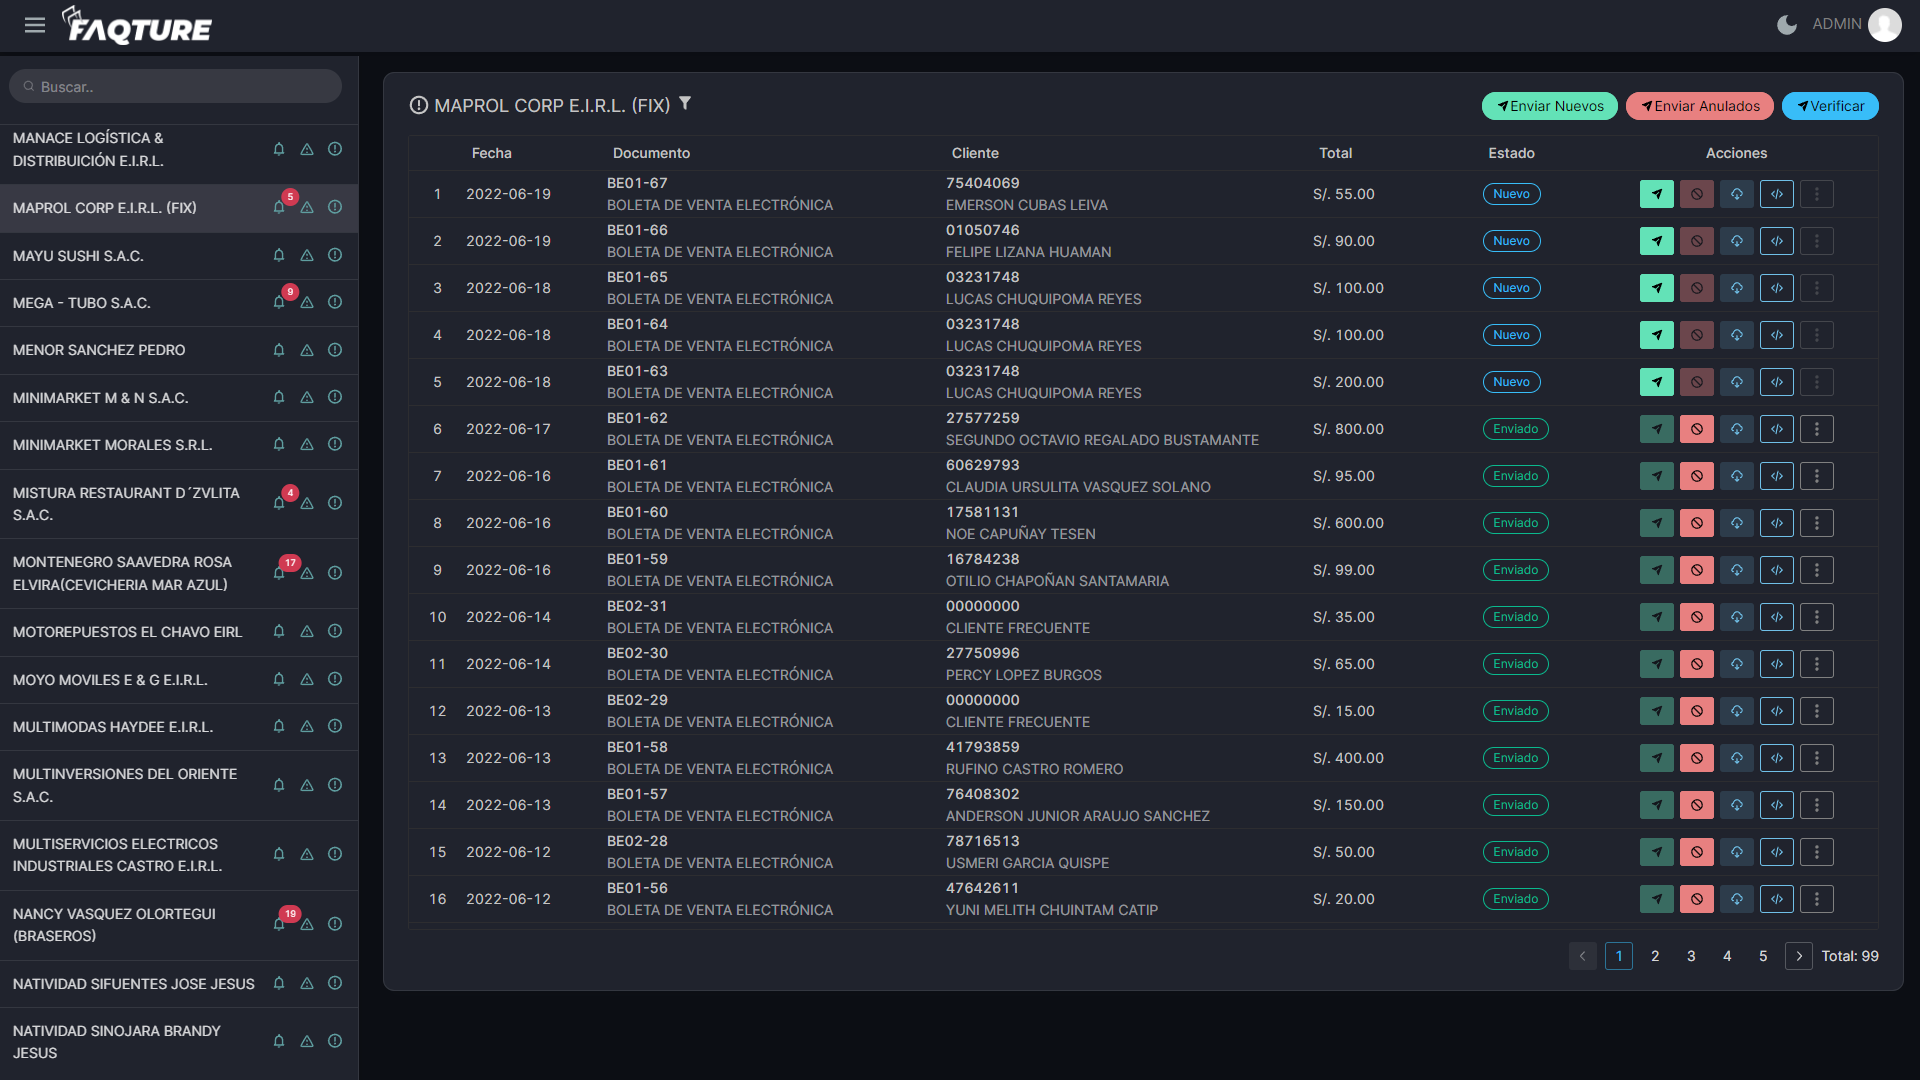 FAQTURE
ADMIN
Buscar..
MANACE LOGÍSTICA &
DISTRIBUICIÓN E.I.R.L.
MAPROL CORP E.I.R.L. (FIX)
5
MAYU SUSHI S.A.C.
MEGA - TUBO S.A.C.
9
MENOR SANCHEZ PEDRO
MINIMARKET M & N S.A.C.
MINIMARKET MORALES S.R.L.
MISTURA RESTAURANT D´ZVLITA
S.A.C.
4
MONTENEGRO SAAVEDRA ROSA
ELVIRA(CEVICHERIA MAR AZUL)
17
MOTOREPUESTOS EL CHAVO EIRL
MOYO MOVILES E & G E.I.R.L.
MULTIMODAS HAYDEE E.I.R.L.
MULTINVERSIONES DEL ORIENTE
S.A.C.
MULTISERVICIOS ELECTRICOS
INDUSTRIALES CASTRO E.I.R.L.
NANCY VASQUEZ OLORTEGUI
(BRASEROS)
19
NATIVIDAD SIFUENTES JOSE JESUS
NATIVIDAD SINOJARA BRANDY
JESUS
MAPROL CORP E.I.R.L. (FIX)
Enviar Nuevos Enviar Anulados Verificar
Fecha Documento Cliente Total Estado Acciones
1 2022-06-19 BE01-67 75404069 S/. 55.00 Nuevo
BOLETA DE VENTA ELECTRÓNICA EMERSON CUBAS LEIVA
2 2022-06-19 BE01-66 01050746 S/. 90.00 Nuevo
BOLETA DE VENTA ELECTRÓNICA FELIPE LIZANA HUAMAN
3 2022-06-18 BE01-65 03231748 S/. 100.00 Nuevo
BOLETA DE VENTA ELECTRÓNICA LUCAS CHUQUIPOMA REYES
4 2022-06-18 BE01-64 03231748 S/. 100.00 Nuevo
BOLETA DE VENTA ELECTRÓNICA LUCAS CHUQUIPOMA REYES
5 2022-06-18 BE01-63 03231748 S/. 200.00 Nuevo
BOLETA DE VENTA ELECTRÓNICA LUCAS CHUQUIPOMA REYES
6 2022-06-17 BE01-62 27577259 S/. 800.00 Enviado
BOLETA DE VENTA ELECTRÓNICA SEGUNDO OCTAVIO REGALADO BUSTAMANTE
7 2022-06-16 BE01-61 60629793 S/. 95.00 Enviado
BOLETA DE VENTA ELECTRÓNICA CLAUDIA URSULITA VASQUEZ SOLANO
8 2022-06-16 BE01-60 17581131 S/. 600.00 Enviado
BOLETA DE VENTA ELECTRÓNICA NOE CAPUÑAY TESEN
9 2022-06-16 BE01-59 16784238 S/. 99.00 Enviado
BOLETA DE VENTA ELECTRÓNICA OTILIO CHAPOÑAN SANTAMARIA
10 2022-06-14 BE02-31 00000000 S/. 35.00 Enviado
BOLETA DE VENTA ELECTRÓNICA CLIENTE FRECUENTE
11 2022-06-14 BE02-30 27750996 S/. 65.00 Enviado
BOLETA DE VENTA ELECTRÓNICA PERCY LOPEZ BURGOS
12 2022-06-13 BE02-29 00000000 S/. 15.00 Enviado
BOLETA DE VENTA ELECTRÓNICA CLIENTE FRECUENTE
13 2022-06-13 BE01-58 41793859 S/. 400.00 Enviado
BOLETA DE VENTA ELECTRÓNICA RUFINO CASTRO ROMERO
14 2022-06-13 BE01-57 76408302 S/. 150.00 Enviado
BOLETA DE VENTA ELECTRÓNICA ANDERSON JUNIOR ARAUJO SANCHEZ
15 2022-06-12 BE02-28 78716513 S/. 50.00 Enviado
BOLETA DE VENTA ELECTRÓNICA USMERI GARCIA QUISPE
16 2022-06-12 BE01-56 47642611 S/. 20.00 Enviado
BOLETA DE VENTA ELECTRÓNICA YUNI MELITH CHUINTAM CATIP
1 2 3 4 5 Total: 99